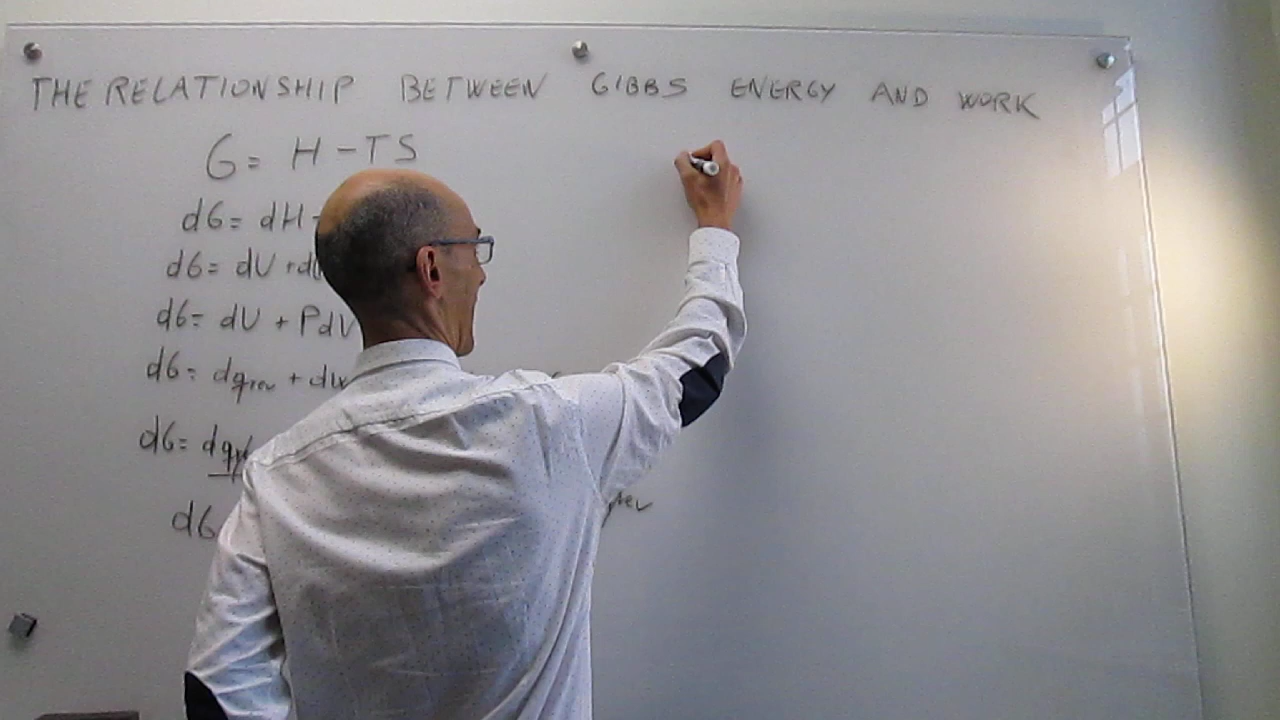 THE RELATIONSHIP BETWEEN GIBBS ENERGY AND WORK
G = H - TS
dG = dH -
dG = dU + d
dG = dU + PdV
dG = dq rev + dw
dG = dq
dG
rev